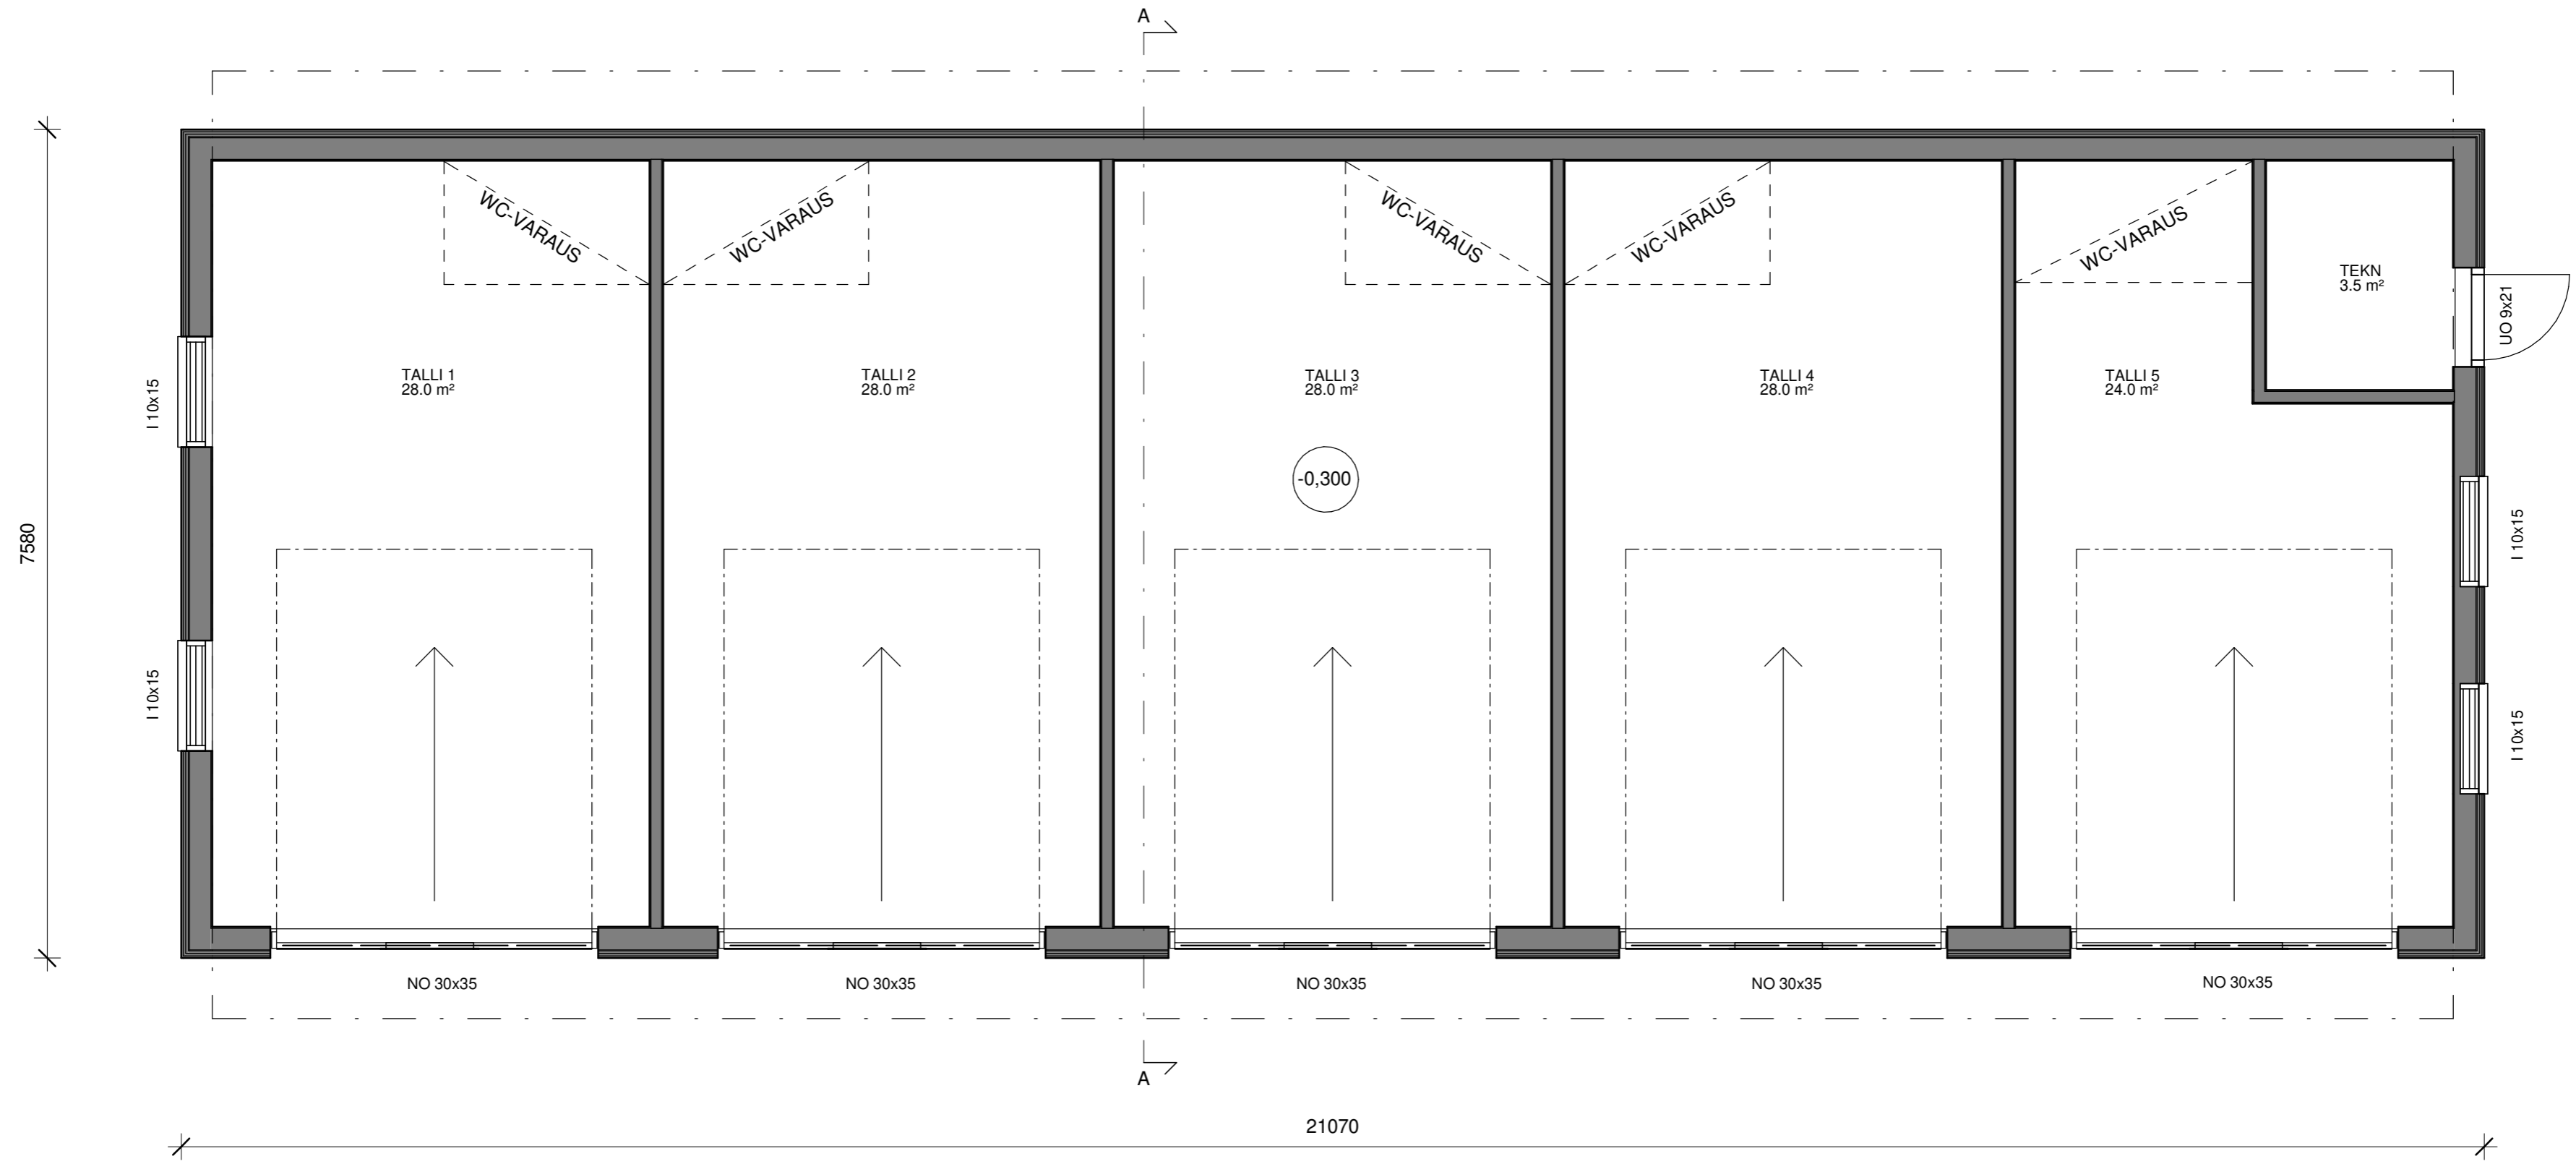 A
WC-VARAUS
WC-VARAUS
WC-VARAUS
WC-VARAUS
WC-VARAUS
TEKN
3.5 m²
UO 9x21
I 10x15
TALLI 1
28.0 m²
TALLI 2
28.0 m²
TALLI 3
28.0 m²
TALLI 4
28.0 m²
TALLI 5
24.0 m²
-0,300
7580
I 10x15
I 10x15
I 10x15
NO 30x35
NO 30x35
NO 30x35
NO 30x35
NO 30x35
A
21070